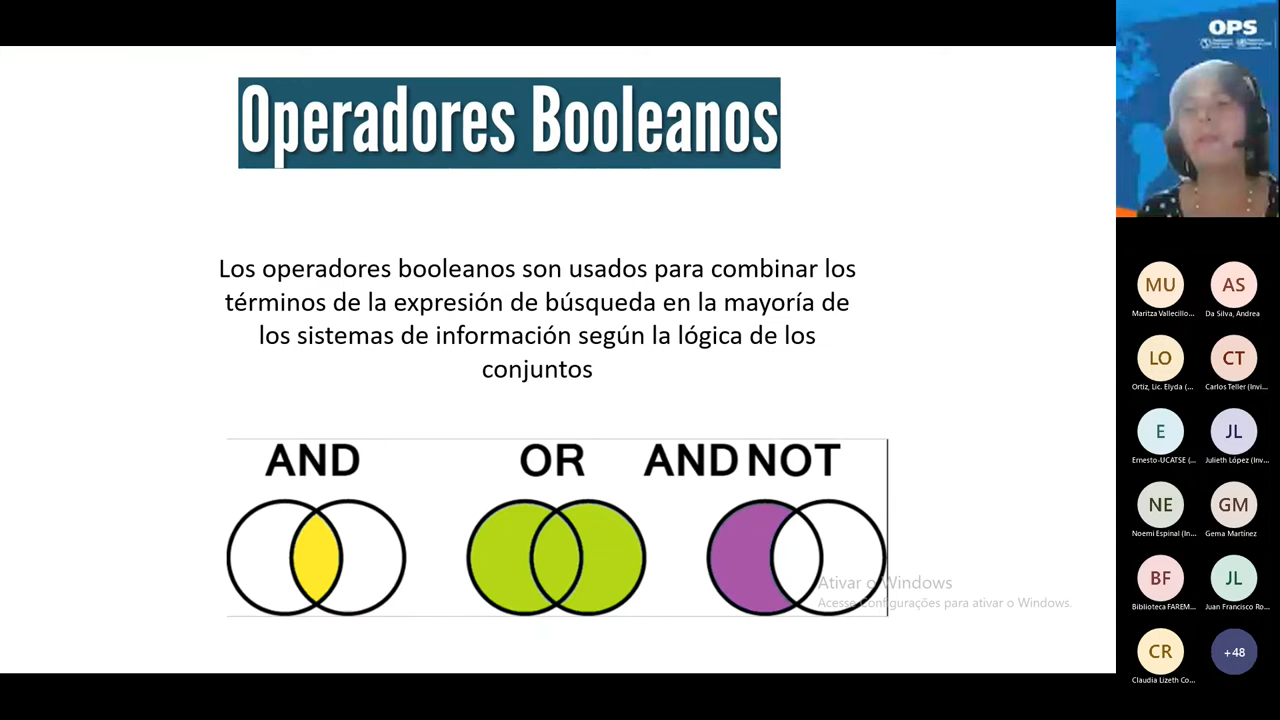 Operadores Booleanos
Los operadores booleanos son usados para combinar los
términos de la expresión de búsqueda en la mayoría de
los sistemas de información según la lógica de los
conjuntos
AND OR AND NOT
Ativar o Windows
Acesse Configurações para ativar o Windows.
OPS
MU AS
Maritza Vallecillo... Da Silva, Andrea
LO CT
Ortiz, Lic. Elyda (... Carlos Teller (Invi...
E JL
Ernesto-UCATSE (... Julieth López (Inv...
NE GM
Noemi Espinal (In... Gema Martínez
BF JL
Biblioteca FAREM... Juan Francisco Ro...
CR +48
Claudia Lizeth Co...